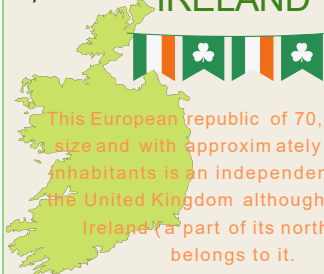 IRELAND
This European republic of 70,
size and with approximately
inhabitants is an independen
the United Kingdom although
Ireland (a part of its north
belongs to it.